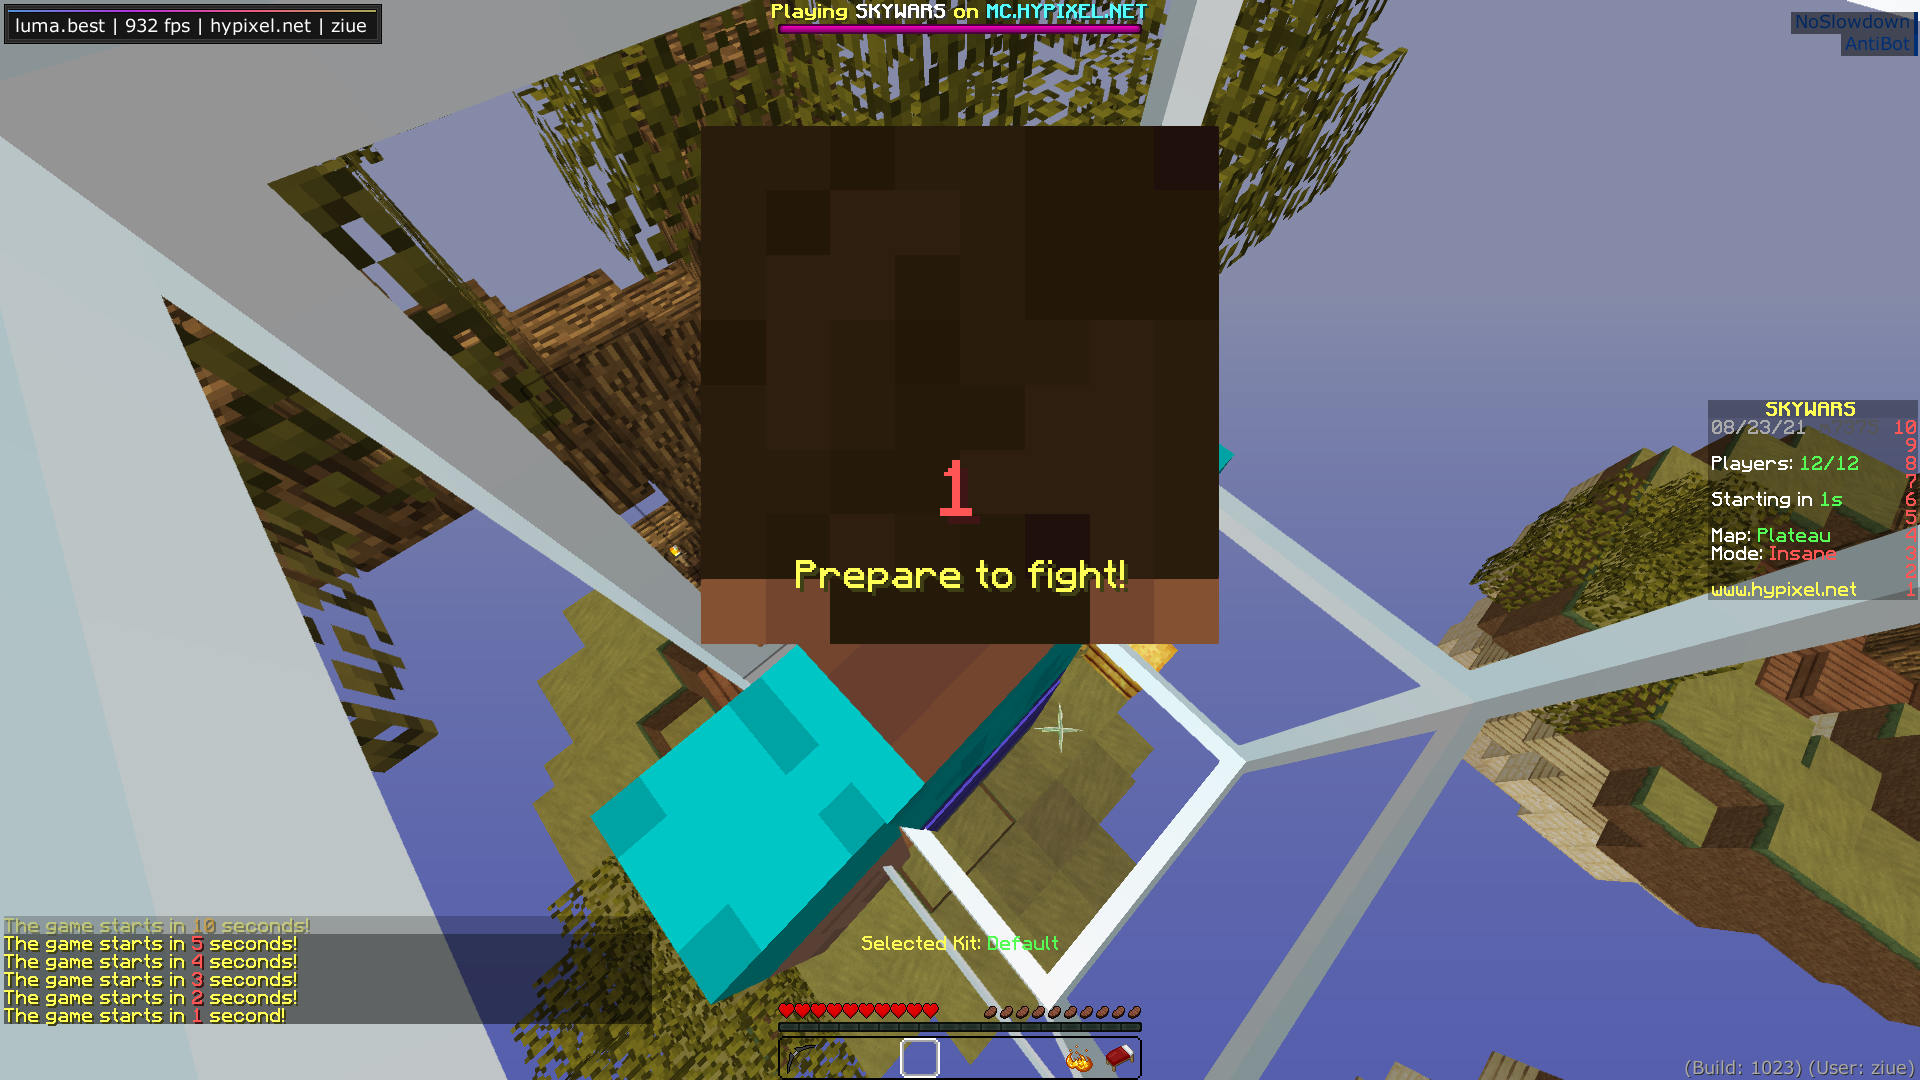 luma.best | 932 fps | hypixel.net | ziue
Playing SKYWARS on MC.HYPIXEL.NET
NoSlowdown
AntiBot
1
Prepare to fight!
SKYWARS
08/23/21 10
9
Players: 12/12 8
7
Starting in 1s 6
5
Map: Plateau 4
Mode: Insane 3
2
www.hypixel.net 1
The game starts in 10 seconds!
The game starts in 5 seconds!
The game starts in 4 seconds!
The game starts in 3 seconds!
The game starts in 2 seconds!
The game starts in 1 second!
Selected Kit: Default
(Build: 1023) (User: ziue)